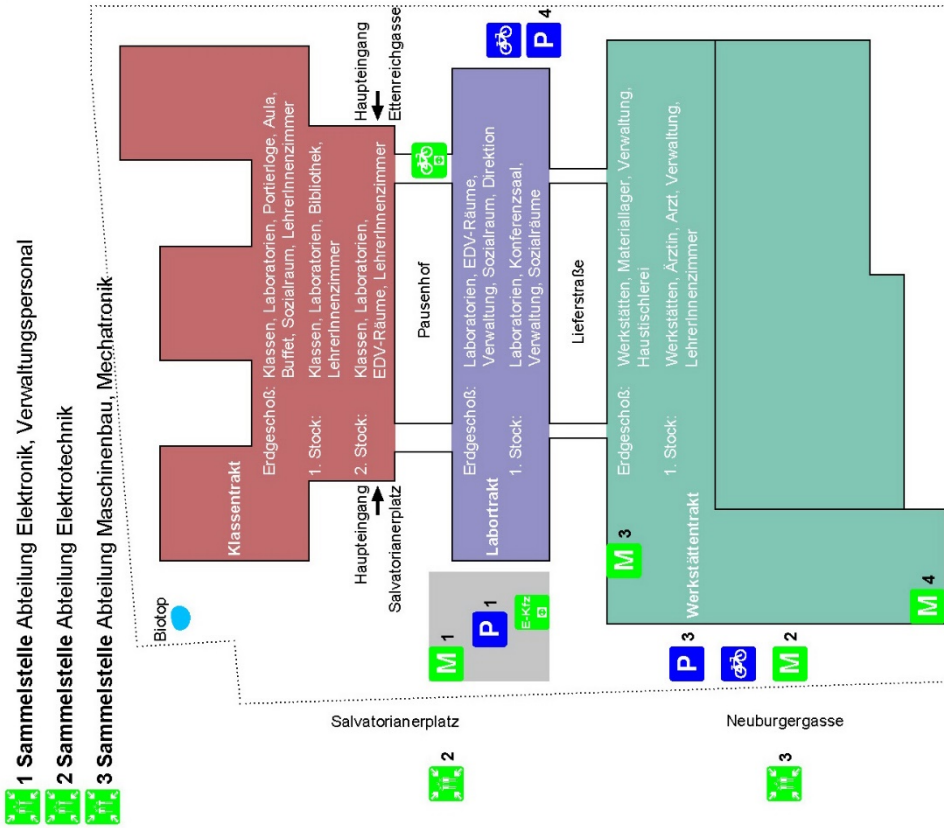 1 Sammelstelle Abteilung Elektronik, Verwaltungspersonal
2 Sammelstelle Abteilung Elektrotechnik
3 Sammelstelle Abteilung Maschinenbau, Mechatronik
Biotop
Klassentrakt
Erdgeschoß: Klassen, Laboratorien, Portierloge, Aula,
Buffet, Sozialraum, LehrerInnenzimmer
1. Stock: Klassen, Laboratorien, Bibliothek,
LehrerInnenzimmer
2. Stock: Klassen, Laboratorien,
EDV-Räume, LehrerInnenzimmer
Haupteingang
Salvatorianerplatz
Haupteingang
Ettenreichgasse
Pausenhof
M 1
P 1
E-Kfz
Labortrakt
Erdgeschoß: Laboratorien, EDV-Räume,
Verwaltung, Sozialraum, Direktion
1. Stock: Laboratorien, Konferenzsaal,
Verwaltung, Sozialräume
P 4
Lieferstraße
M 3
Werkstättentrakt
Erdgeschoß: Werkstätten, Materiallager, Verwaltung,
Haustischlerei
1. Stock: Werkstätten, Ärztin, Arzt, Verwaltung,
LehrerInnenzimmer
P 3
M 2
M 4
Salvatorianerplatz
2
Neuburgergasse
3